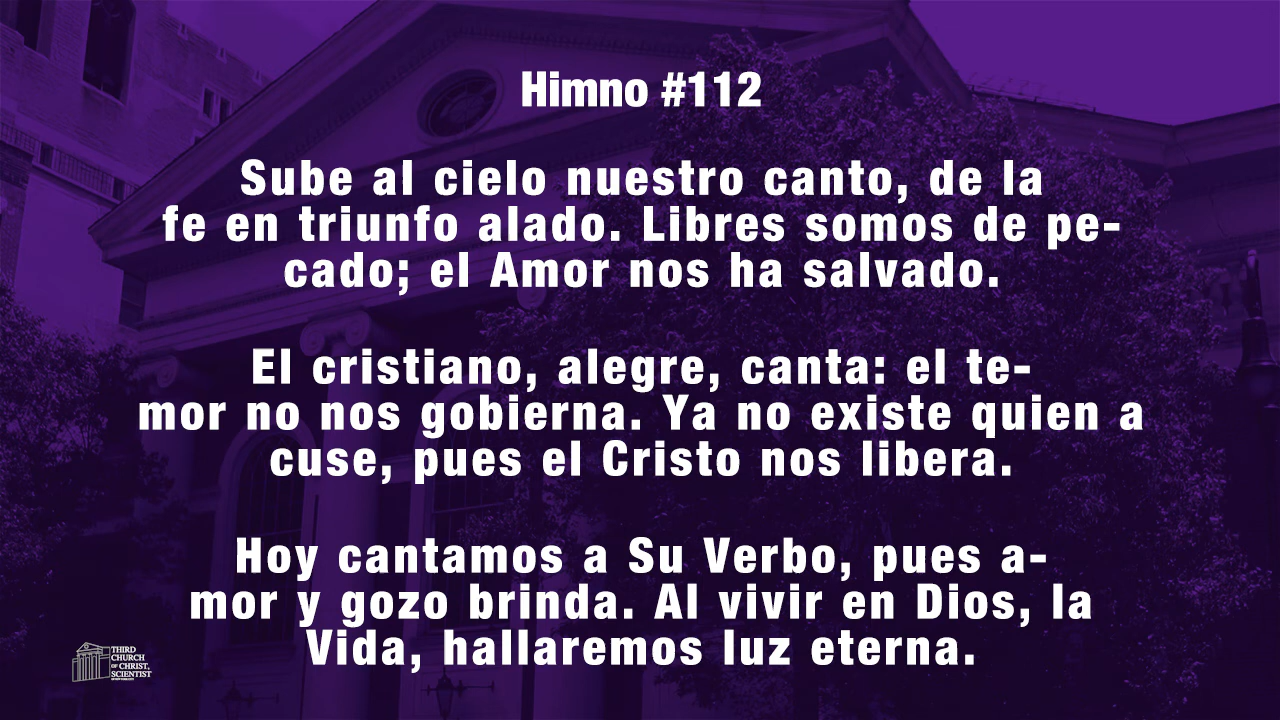 Himno #112
Sube al cielo nuestro canto, de la
fe en triunfo alado. Libres somos de pe-
cado; el Amor nos ha salvado.
El cristiano, alegre, canta: el te-
mor no nos gobierna. Ya no existe quien a
cuse, pues el Cristo nos libera.
Hoy cantamos a Su Verbo, pues a-
mor y gozo brinda. Al vivir en Dios, la
Vida, hallaremos luz eterna.
THIRD
CHURCH
OF CHRIST,
SCIENTIST